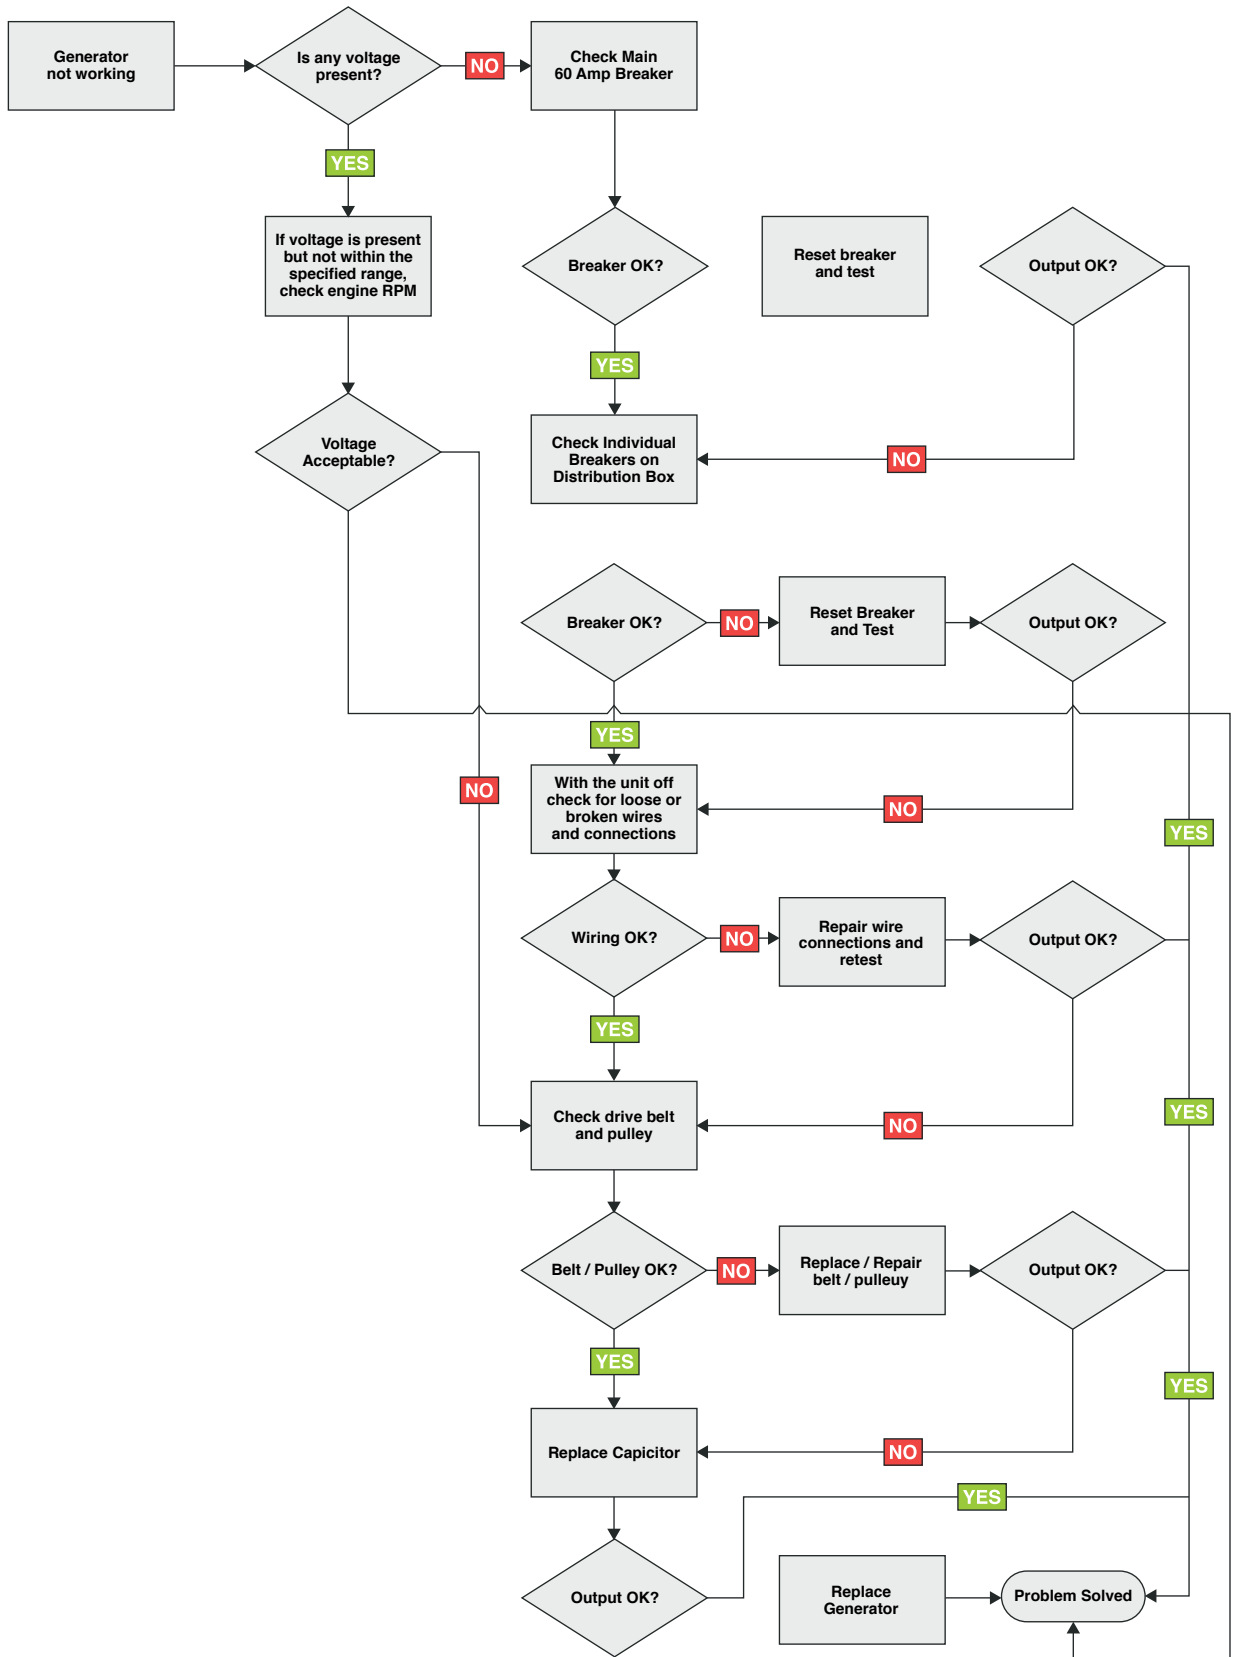 Generator
not working
Is any voltage
present?
NO
Check Main
60 Amp Breaker
YES
If voltage is present
but not within the
specified range,
check engine RPM
Breaker OK?
Reset breaker
and test
Output OK?
YES
Voltage
Acceptable?
Check Individual
Breakers on
Distribution Box
NO
Breaker OK?
NO
Reset Breaker
and Test
Output OK?
YES
NO
With the unit off
check for loose or
broken wires
and connections
NO
YES
Wiring OK?
NO
Repair wire
connections and
retest
Output OK?
YES
Check drive belt
and pulley
NO
YES
Belt / Pulley OK?
NO
Replace / Repair
belt / pulleuy
Output OK?
YES
YES
Replace Capicitor
NO
YES
Output OK?
Replace
Generator
Problem Solved